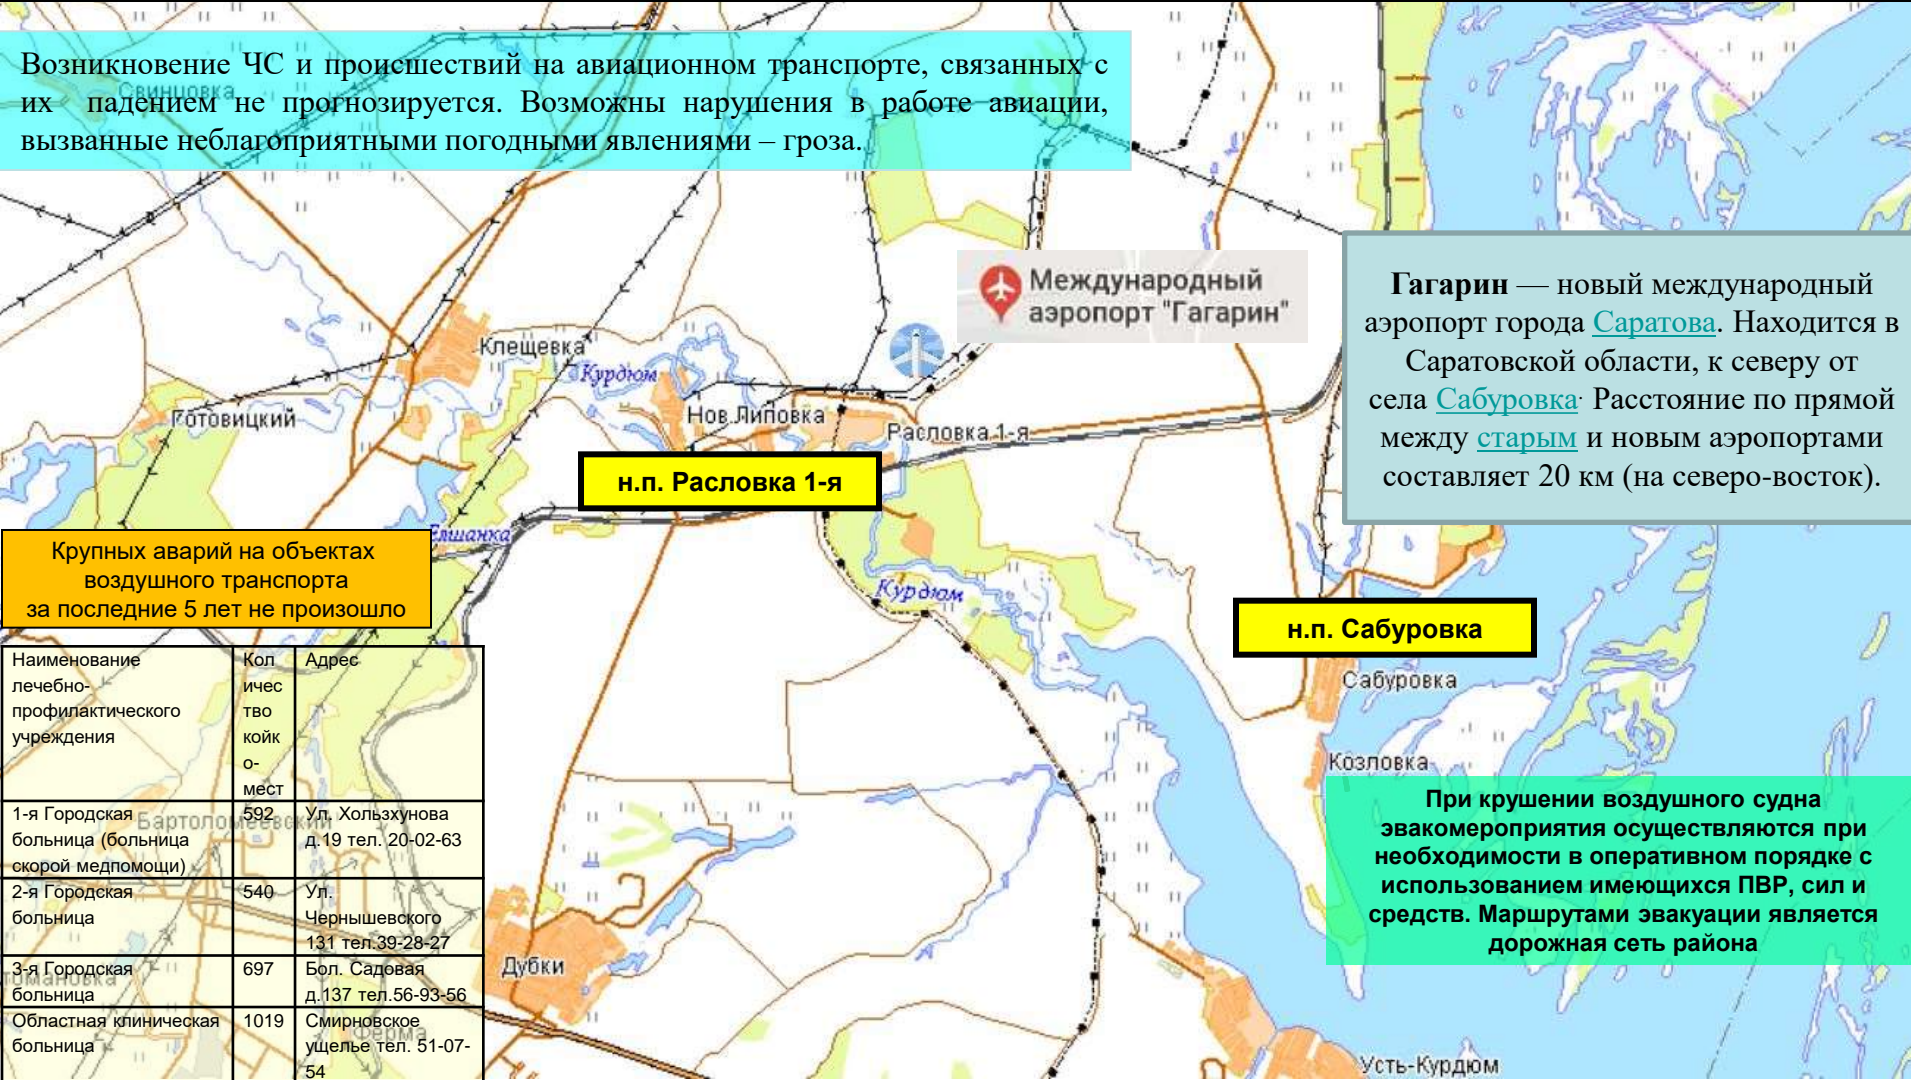 Возникновение ЧС и происшествий на авиационном транспорте, связанных с
их падением не прогнозируется. Возможны нарушения в работе авиации,
вызванные неблагоприятными погодными явлениями – гроза.
Свинцовка
Международный
аэропорт "Гагарин"
Гагарин — новый международный
аэропорт города Саратова. Находится в
Саратовской области, к северу от
села Сабуровка. Расстояние по прямой
между старым и новым аэропортами
составляет 20 км (на северо-восток).
Клещевка
Курдюм
Готовицкий
Нов.Липовка
Расловка 1-я
н.п. Расловка 1-я
Елшанка
Курдюм
Крупных аварий на объектах
воздушного транспорта
за последние 5 лет не произошло
н.п. Сабуровка
Сабуровка
Козловка
Наименование
лечебно-
профилактического
учреждения
Кол
ичес
тво
койк
о-
мест
Адрес
1-я Городская
больница (больница
скорой медпомощи)
592
Ул. Хользхунова
д.19 тел. 20-02-63
Бартоломеевский
2-я Городская
больница
540
Ул.
Чернышевского
131 тел.39-28-27
3-я Городская
больница
697
Бол. Садовая
д.137 тел.56-93-56
Областная клиническая
больница
1019
Смирновское
ущелье тел. 51-07-
54
Ферма
Дубки
При крушении воздушного судна
эвакомероприятия осуществляются при
необходимости в оперативном порядке с
использованием имеющихся ПВР, сил и
средств. Маршрутами эвакуации является
дорожная сеть района
Усть-Курдюм